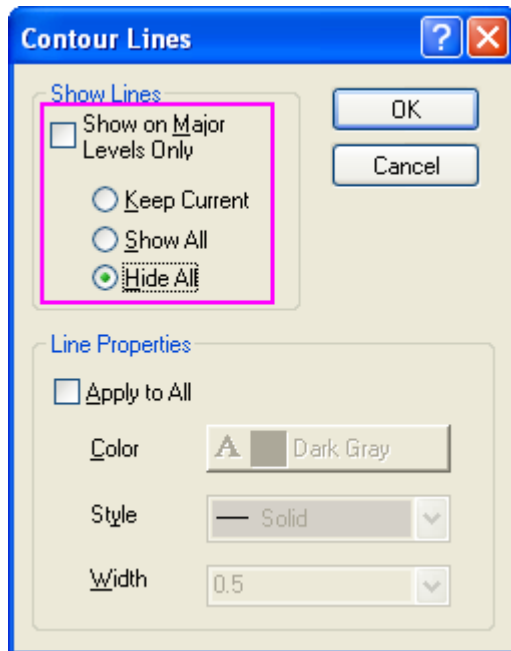 Contour Lines
Show Lines
Show on Major
Levels Only
Keep Current
Show All
Hide All
OK
Cancel
Line Properties
Apply to All
Color
A Dark Gray
Style
Solid
Width
0.5